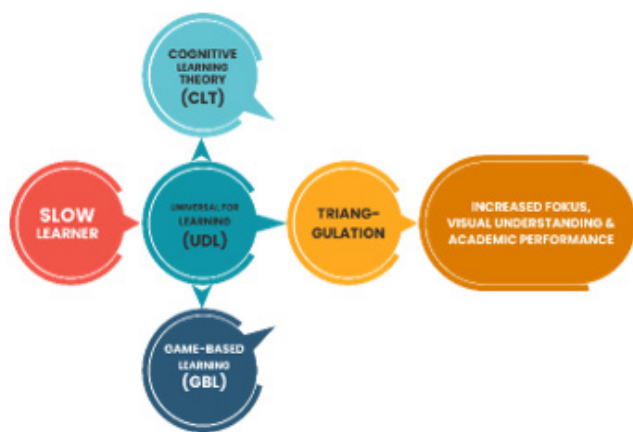 COGNITIVE
LEARNING
THEORY
(CLT)
SLOW
LEARNER
UNIVERSAL FOR
LEARNING
(UDL)
TRIANG-
GULATION
INCREASED FOKUS,
VISUAL UNDERSTANDING &
ACADEMIC PERFORMANCE
GAME-BASED
LEARNING
(GBL)